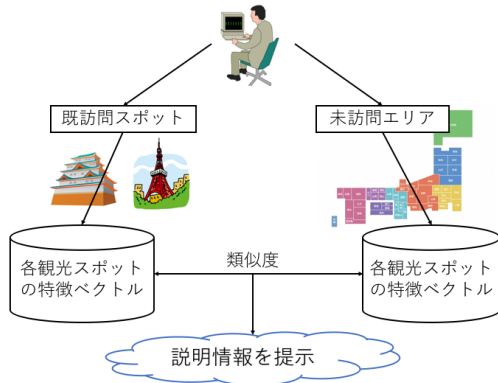 既訪問スポット
未訪問エリア
各観光スポット
の特徴ベクトル
類似度
各観光スポット
の特徴ベクトル
説明情報を提示